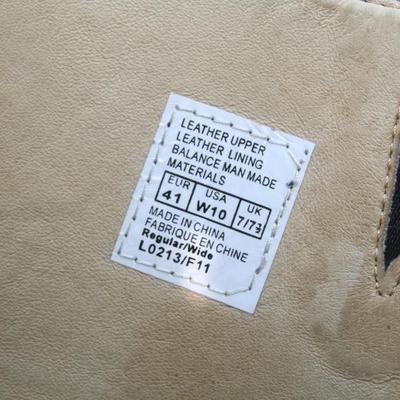 LEATHER UPPER
LEATHER LINING
BALANCE MAN MADE
MATERIALS
EUR USA UK
41 W10 7/7½
MADE IN CHINA
FABRIQUE EN CHINE
Regular/Wide
L0213/F11